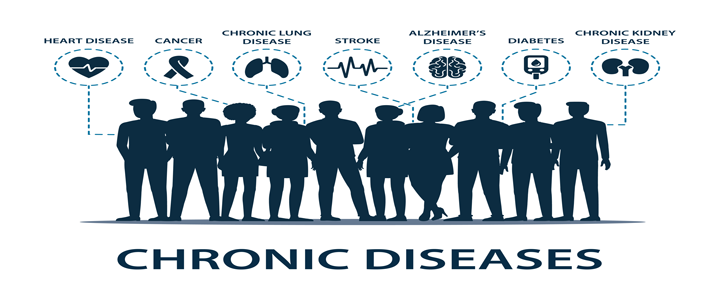 HEART DISEASE
CANCER
CHRONIC LUNG
DISEASE
STROKE
ALZHEIMER'S
DISEASE
DIABETES
CHRONIC KIDNEY
DISEASE
CHRONIC DISEASES